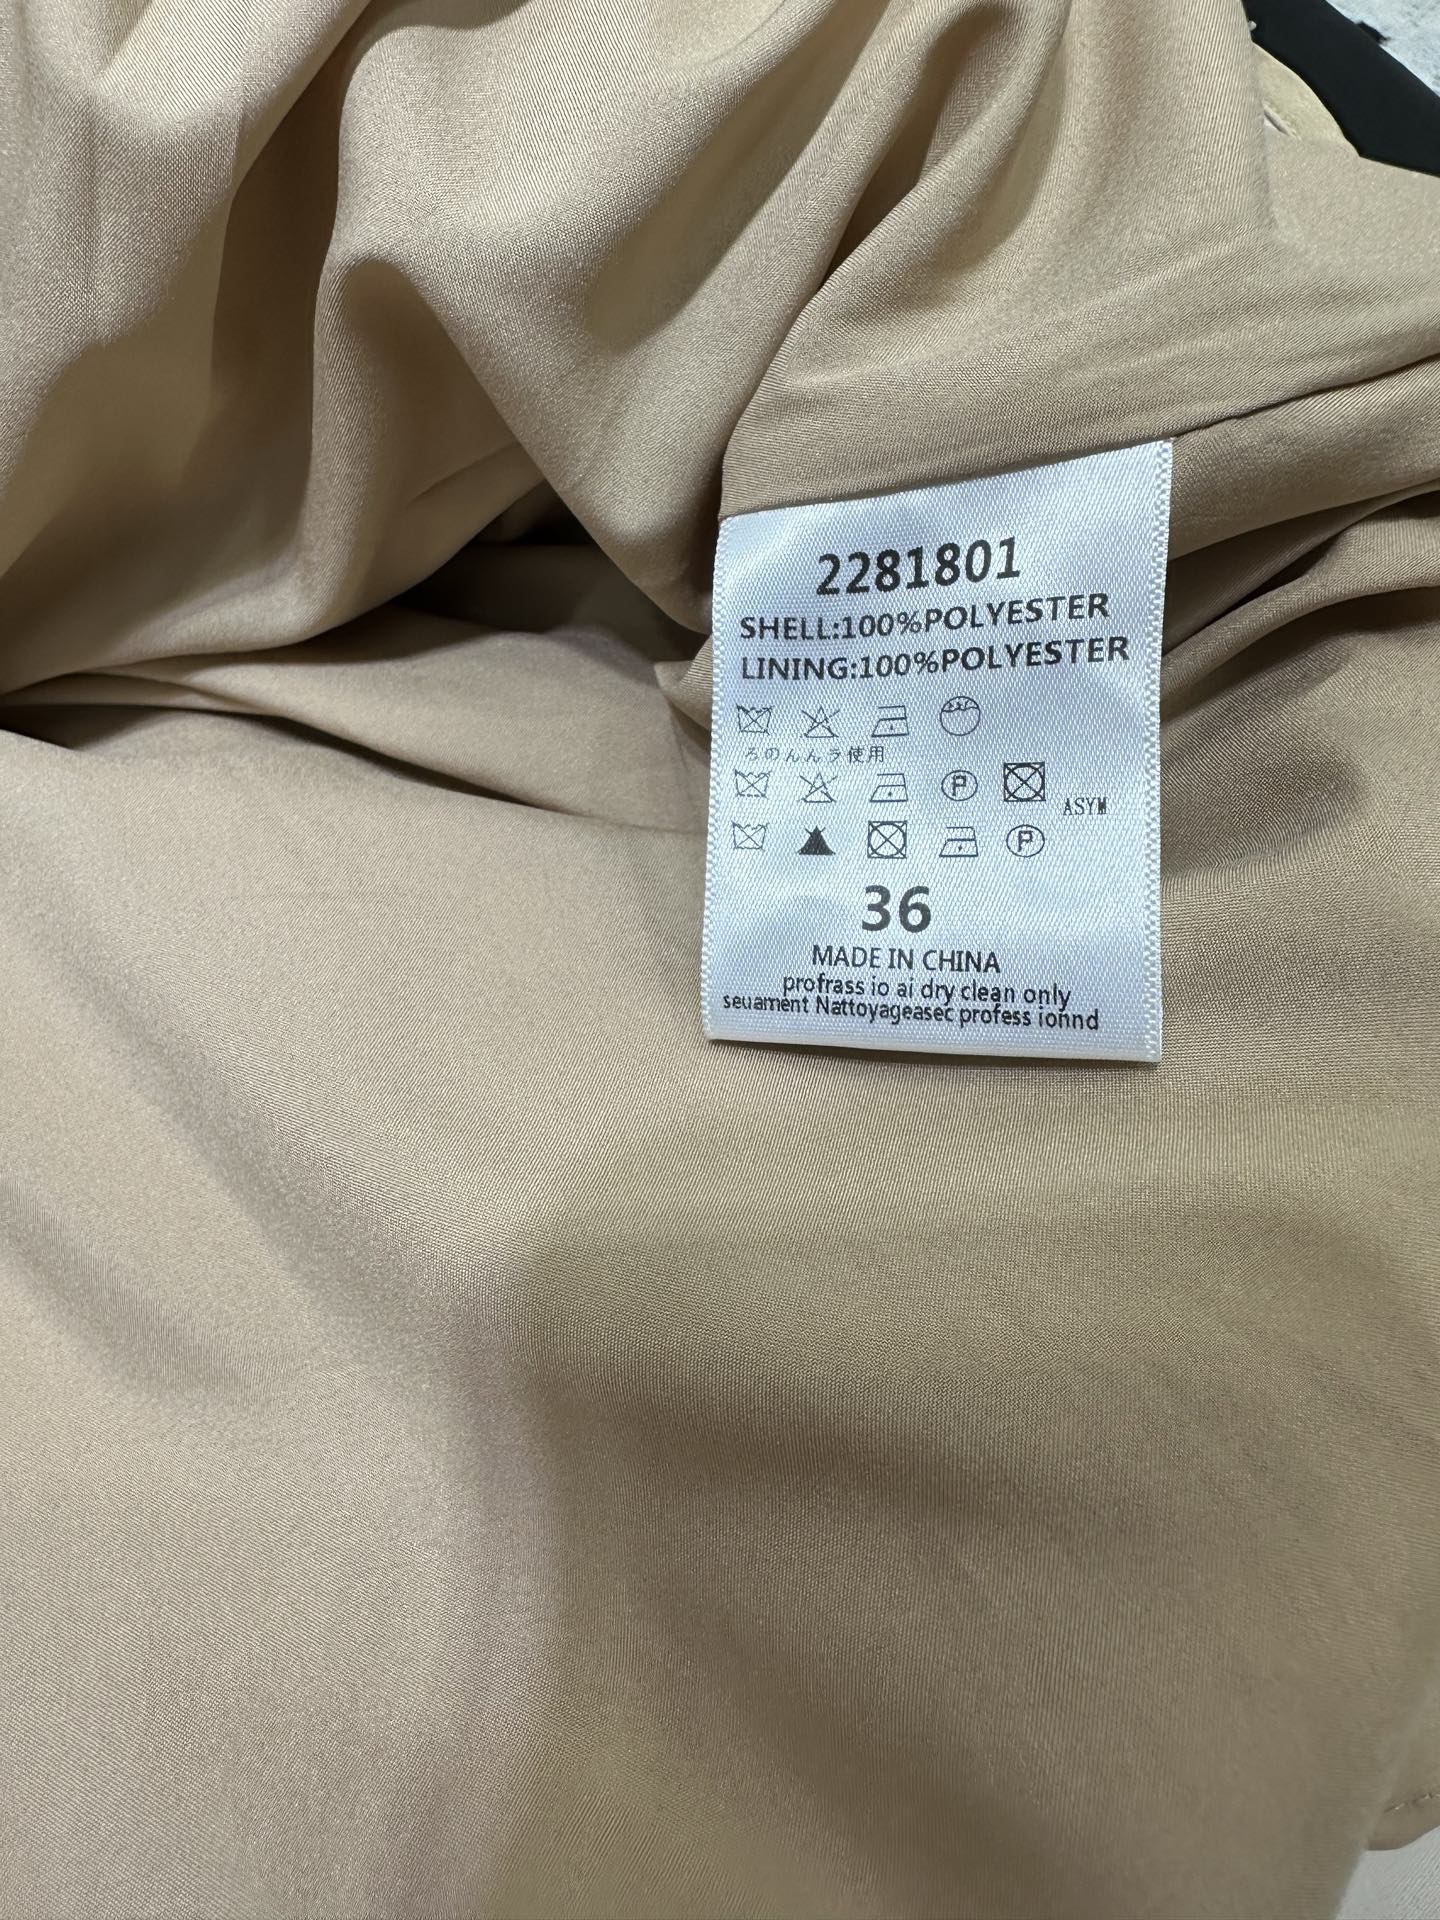 2281801
SHELL:100%POLYESTER
LINING:100%POLYESTER
ろのんんラ使用
P
ASYM
P
36
MADE IN CHINA
profrass io ai dry clean only
seuament Nattoyageasec profess ionnd